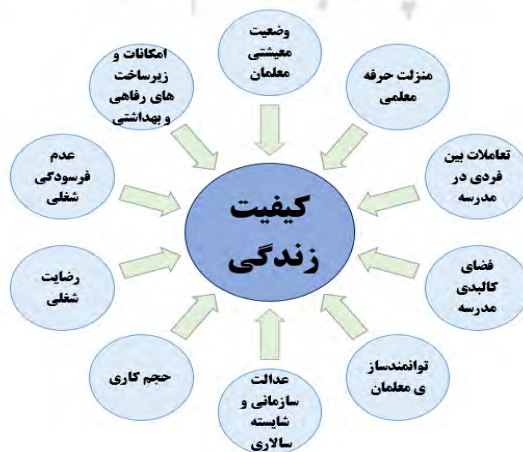 وضعیت
معیشتی
معلمان
منزلت حرفه
معلمی
تعاملات بین
فردی در
مدرسه
فضای
کالبدی
مدرسه
توانمندساز
ی معلمان
عدالت
سازمانی و
شایسته
سالاری
حجم کاری
رضایت
شغلی
عدم
فرسودگی
شغلی
امکانات و
زیرساخت
های رفاهی
و بهداشتی
کیفیت
زندگی